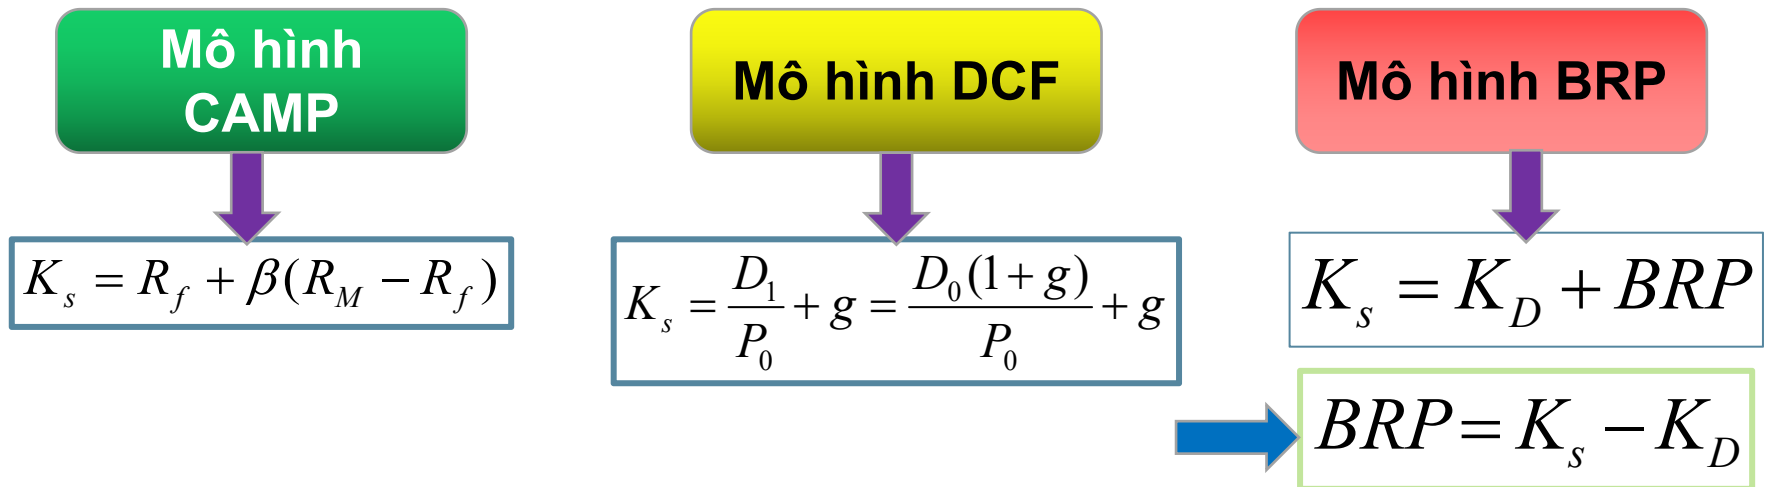 Mô hình
CAMP
K_s = R_f + β(R_M − R_f)
Mô hình DCF
K_s = D_1/P_0 + g = D_0(1 + g)/P_0 + g
Mô hình BRP
K_s = K_D + BRP
BRP = K_s − K_D